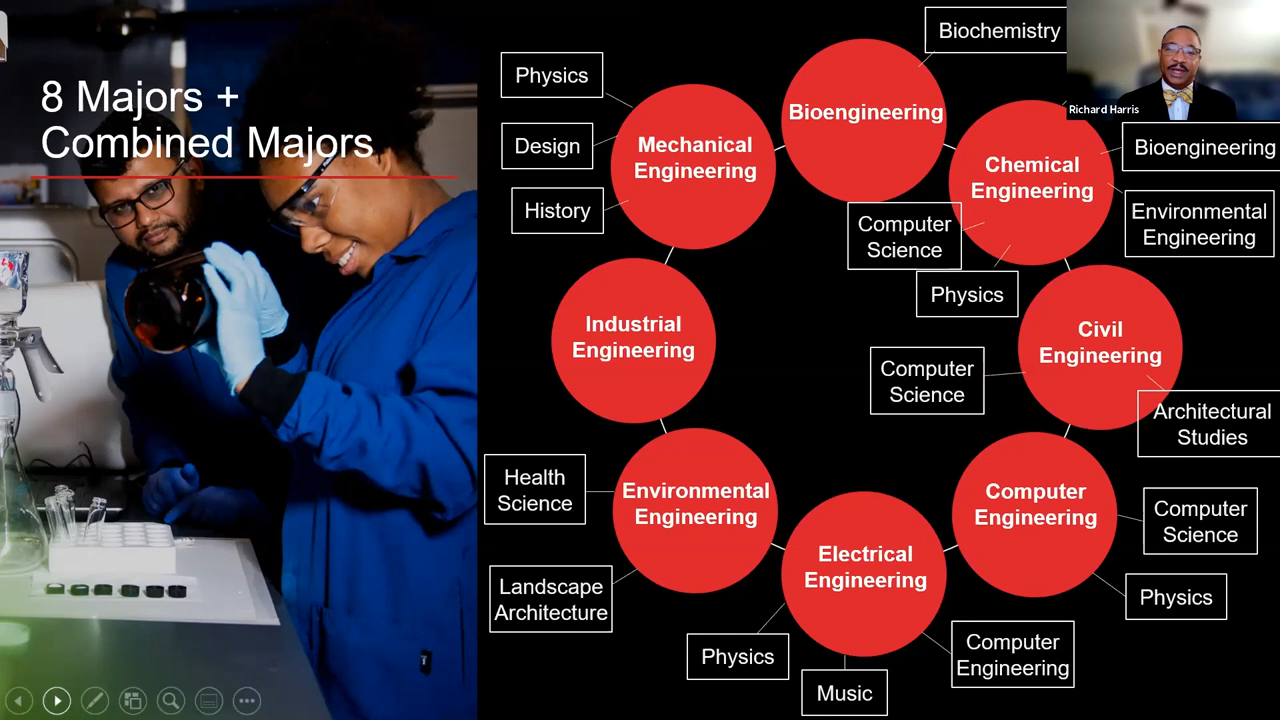 8 Majors +
Combined Majors
Physics
Design
History
Mechanical
Engineering
Bioengineering
Biochemistry
Richard Harris
Chemical
Engineering
Bioengineering
Environmental
Engineering
Computer
Science
Physics
Industrial
Engineering
Civil
Engineering
Computer
Science
Architectural
Studies
Health
Science
Environmental
Engineering
Landscape
Architecture
Electrical
Engineering
Physics
Music
Computer
Engineering
Computer
Engineering
Computer
Science
Physics